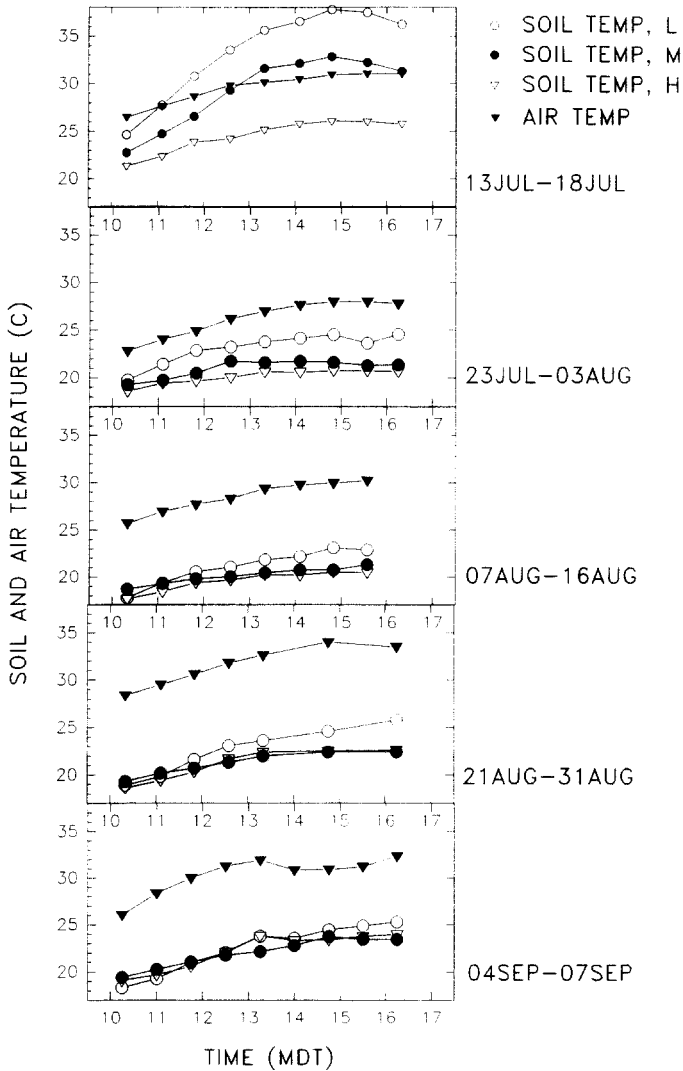 35
30
25
20
SOIL TEMP, L
SOIL TEMP, M
SOIL TEMP, H
AIR TEMP
13JUL–18JUL
10 11 12 13 14 15 16 17
35
30
25
20
23JUL–03AUG
10 11 12 13 14 15 16 17
35
30
25
20
07AUG–16AUG
10 11 12 13 14 15 16 17
35
30
25
20
21AUG–31AUG
10 11 12 13 14 15 16 17
35
30
25
20
04SEP–07SEP
10 11 12 13 14 15 16 17
SOIL AND AIR TEMPERATURE (C)
TIME (MDT)